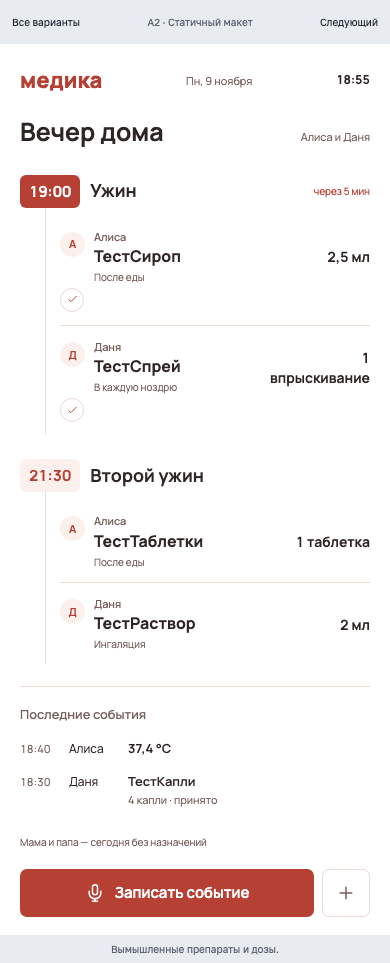 Все варианты
A2 · Статичный макет
Следующий
медика
Пн, 9 ноября
18:55
Вечер дома
Алиса и Даня
19:00
Ужин
через 5 мин
А
Алиса
ТестСироп
2,5 мл
После еды
Д
Даня
ТестСпрей
1
впрыскивание
В каждую ноздрю
21:30
Второй ужин
А
Алиса
ТестТаблетки
1 таблетка
После еды
Д
Даня
ТестРаствор
2 мл
Ингаляция
Последние события
18:40
Алиса
37,4 °C
18:30
Даня
ТестКапли
4 капли · принято
Мама и папа — сегодня без назначений
Записать событие
Вымышленные препараты и дозы.